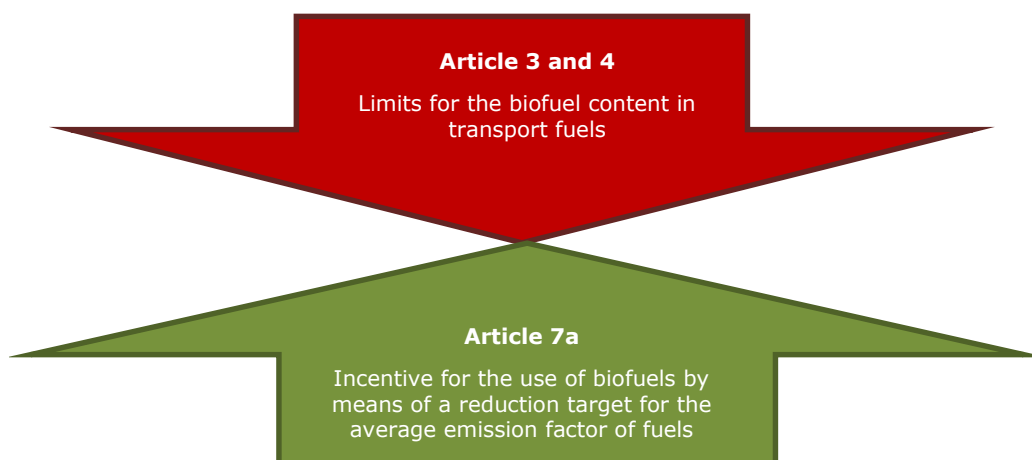 Article 3 and 4
Limits for the biofuel content in
transport fuels
Article 7a
Incentive for the use of biofuels by
means of a reduction target for the
average emission factor of fuels